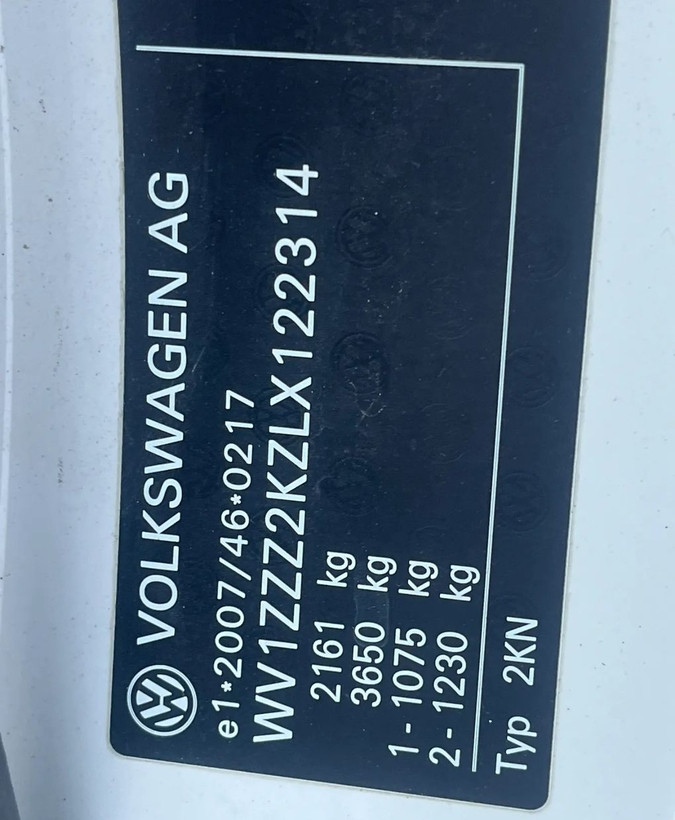 VOLKSWAGEN AG
e1*2007/46*0217
WV1ZZZ2KZLX122314
2161 kg
3650 kg
1- 1075 kg
2- 1230 kg
Typ 2KN